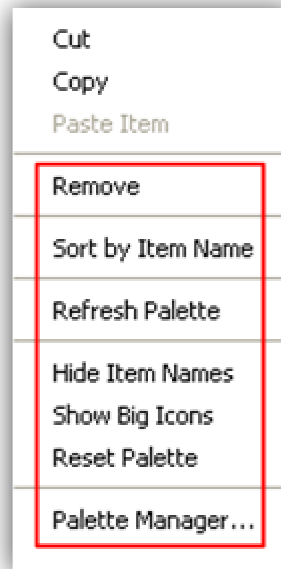 Cut
Copy
Paste Item
Remove
Sort by Item Name
Refresh Palette
Hide Item Names
Show Big Icons
Reset Palette
Palette Manager...